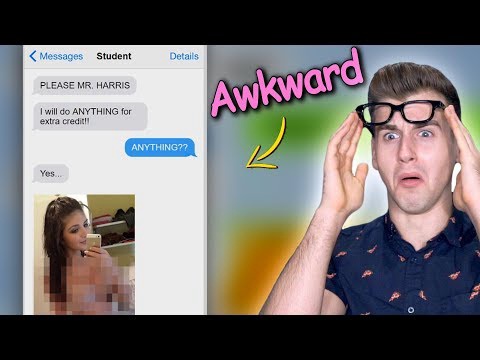 Messages
Student
Details
PLEASE MR. HARRIS
I will do ANYTHING for
extra credit!!
ANYTHING??
Yes...
Awkward